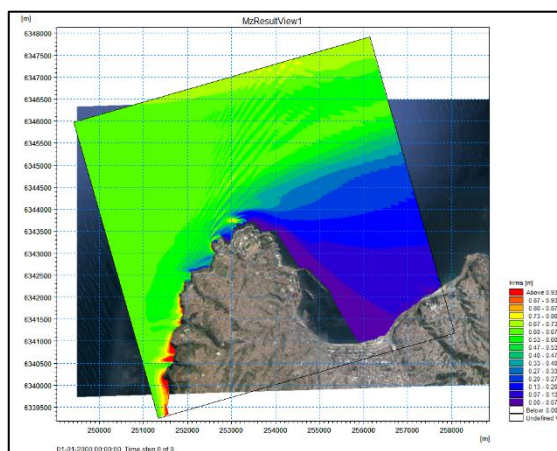 [m]
MzResultView1
6348000
6347500
6347000
6346500
6346000
6345500
6345000
6344500
6344000
6343500
6343000
6342500
6342000
6341500
6341000
6340500
6340000
6339500
250000
251000
252000
253000
254000
255000
256000
257000
258000
[m]
Hrms [m]
Above 0.93
0.87 - 0.93
0.80 - 0.87
0.73 - 0.80
0.67 - 0.73
0.60 - 0.67
0.53 - 0.60
0.47 - 0.53
0.40 - 0.47
0.33 - 0.40
0.27 - 0.33
0.20 - 0.27
0.13 - 0.20
0.07 - 0.13
0.00 - 0.07
Below 0.00
Undefined V
01-01-2000 00:00:00, Time step 0 of 8